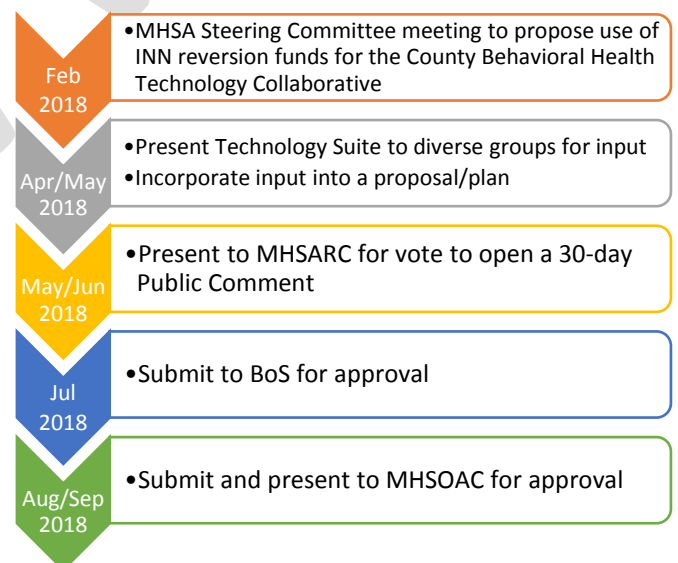 Feb
2018
•MHSA Steering Committee meeting to propose use of
INN reversion funds for the County Behavioral Health
Technology Collaborative
Apr/May
2018
•Present Technology Suite to diverse groups for input
•Incorporate input into a proposal/plan
May/Jun
2018
•Present to MHSARC for vote to open a 30-day
Public Comment
Jul
2018
•Submit to BoS for approval
Aug/Sep
2018
•Submit and present to MHSOAC for approval